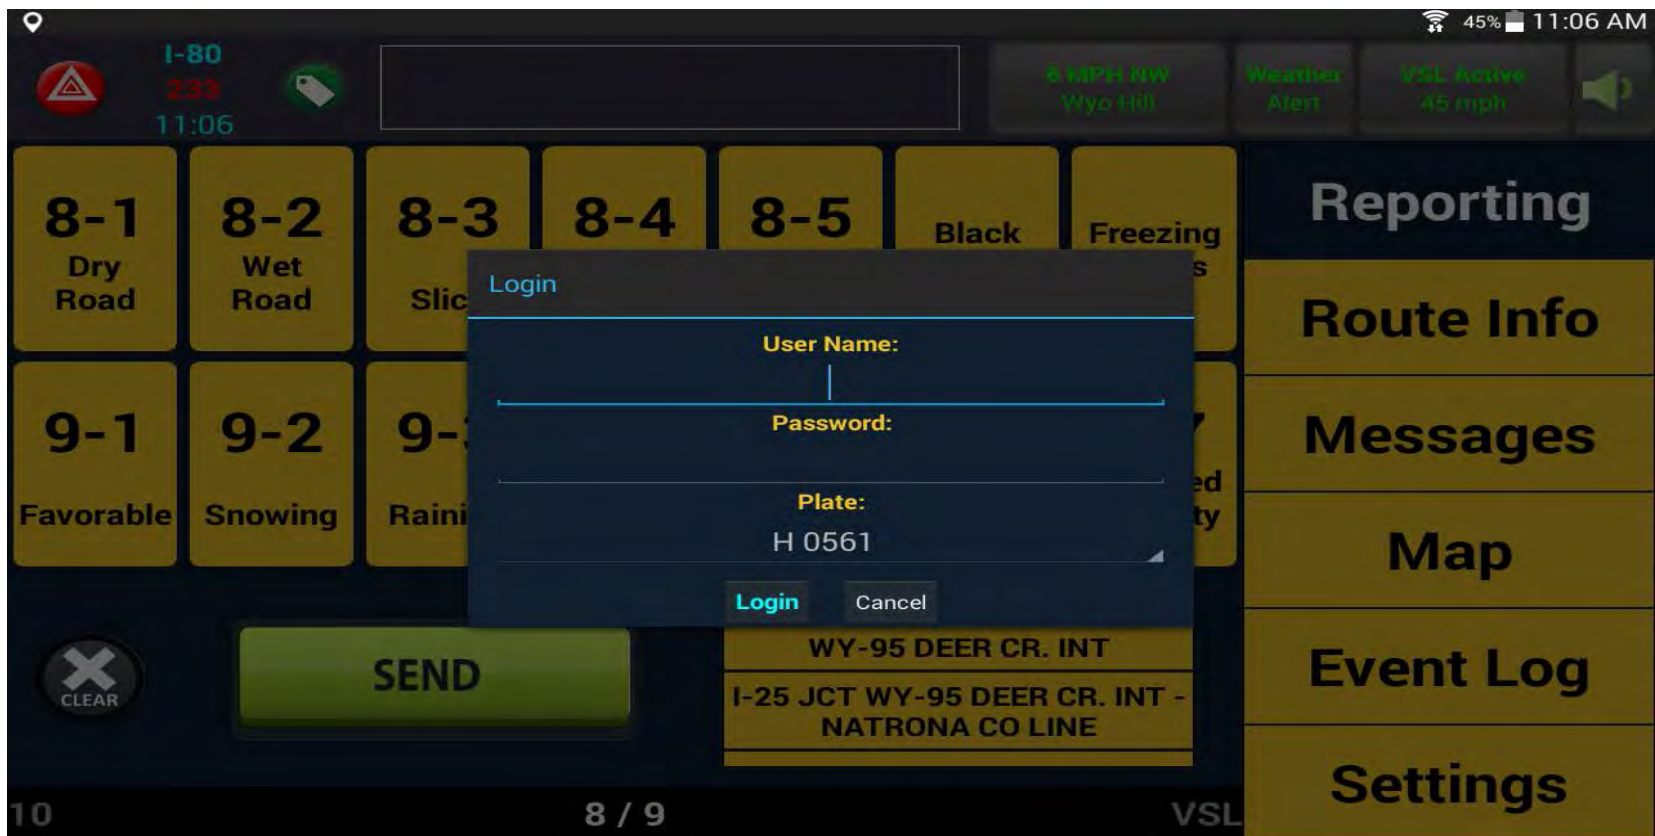 45% 11:06 AM
I-80
233
11:06
6 MPH NW
Wyo Hill
Weather
Alert
VSL Active
45 mph
8-1
Dry
Road
8-2
Wet
Road
8-3
Slic
8-4
8-5
Black
Freezing
s
Reporting
Route Info
Messages
Map
Event Log
Settings
Login
User Name:
Password:
Plate:
H 0561
Login
Cancel
9-1
Favorable
9-2
Snowing
9-
Raini
7
ed
ty
CLEAR
SEND
WY-95 DEER CR. INT
I-25 JCT WY-95 DEER CR. INT -
NATRONA CO LINE
10
8 / 9
VSL